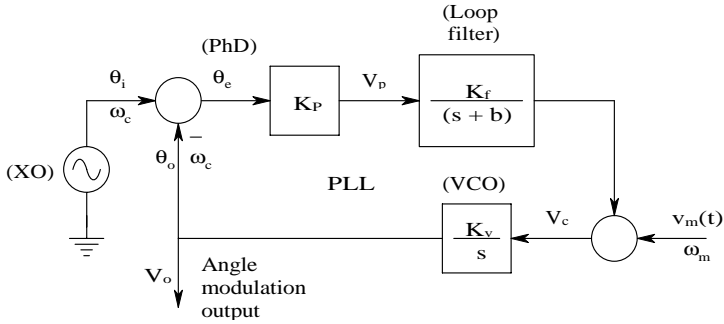 (Loop
filter)
(PhD)
θi
ωc
θe
KP
Vp
Kf
(s + b)
θo
ωc
(XO)
PLL
(VCO)
Kv
s
Vc
vm(t)
ωm
Vo
Angle
modulation
output